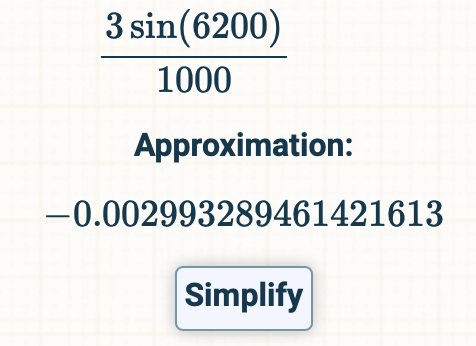 3 sin(6200)
1000
Approximation:
−0.002993289461421613
Simplify